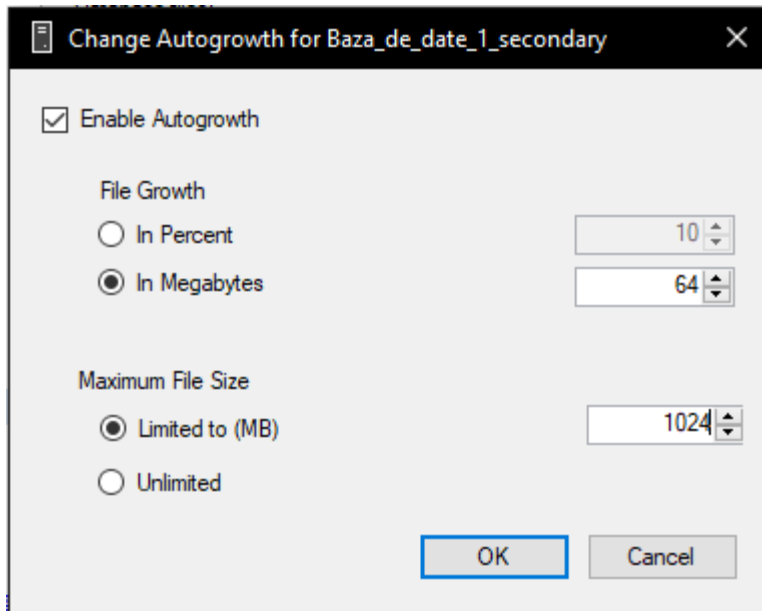 Change Autogrowth for Baza_de_date_1_secondary
Enable Autogrowth
File Growth
In Percent 10
In Megabytes 64
Maximum File Size
Limited to (MB) 1024
Unlimited
OK Cancel